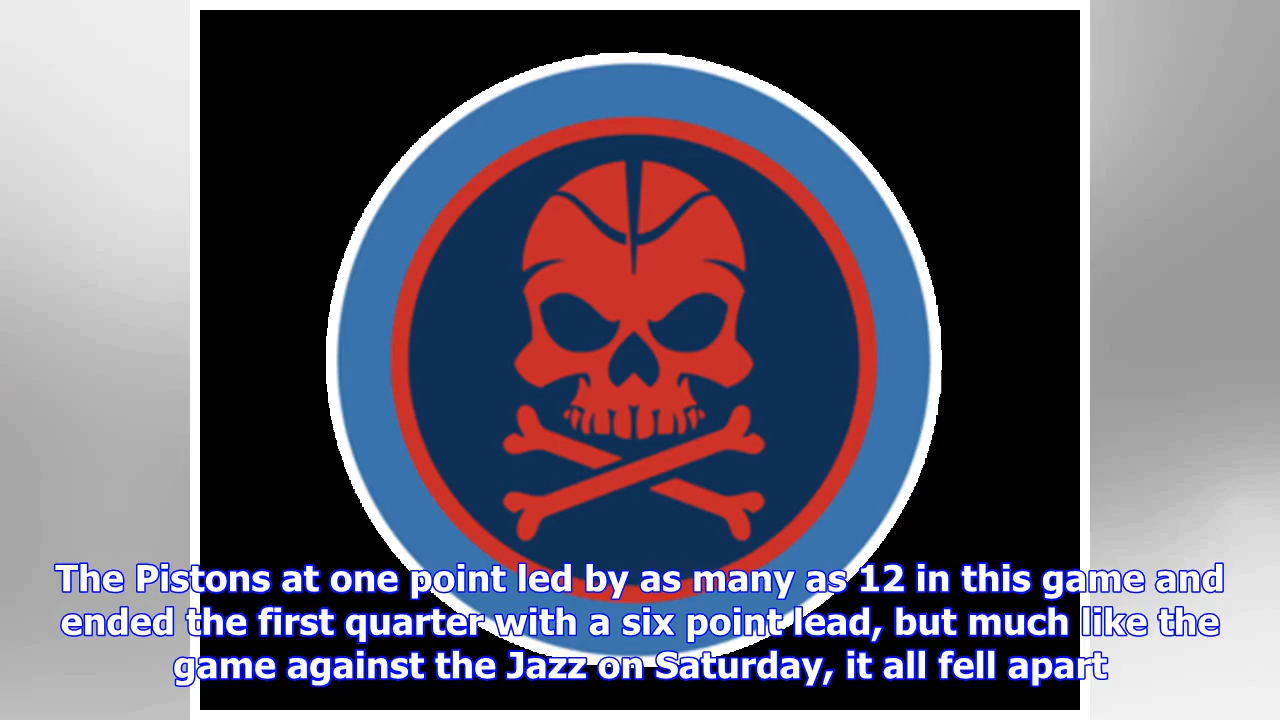 The Pistons at one point led by as many as 12 in this game and
ended the first quarter with a six point lead, but much like the
game against the Jazz on Saturday, it all fell apart